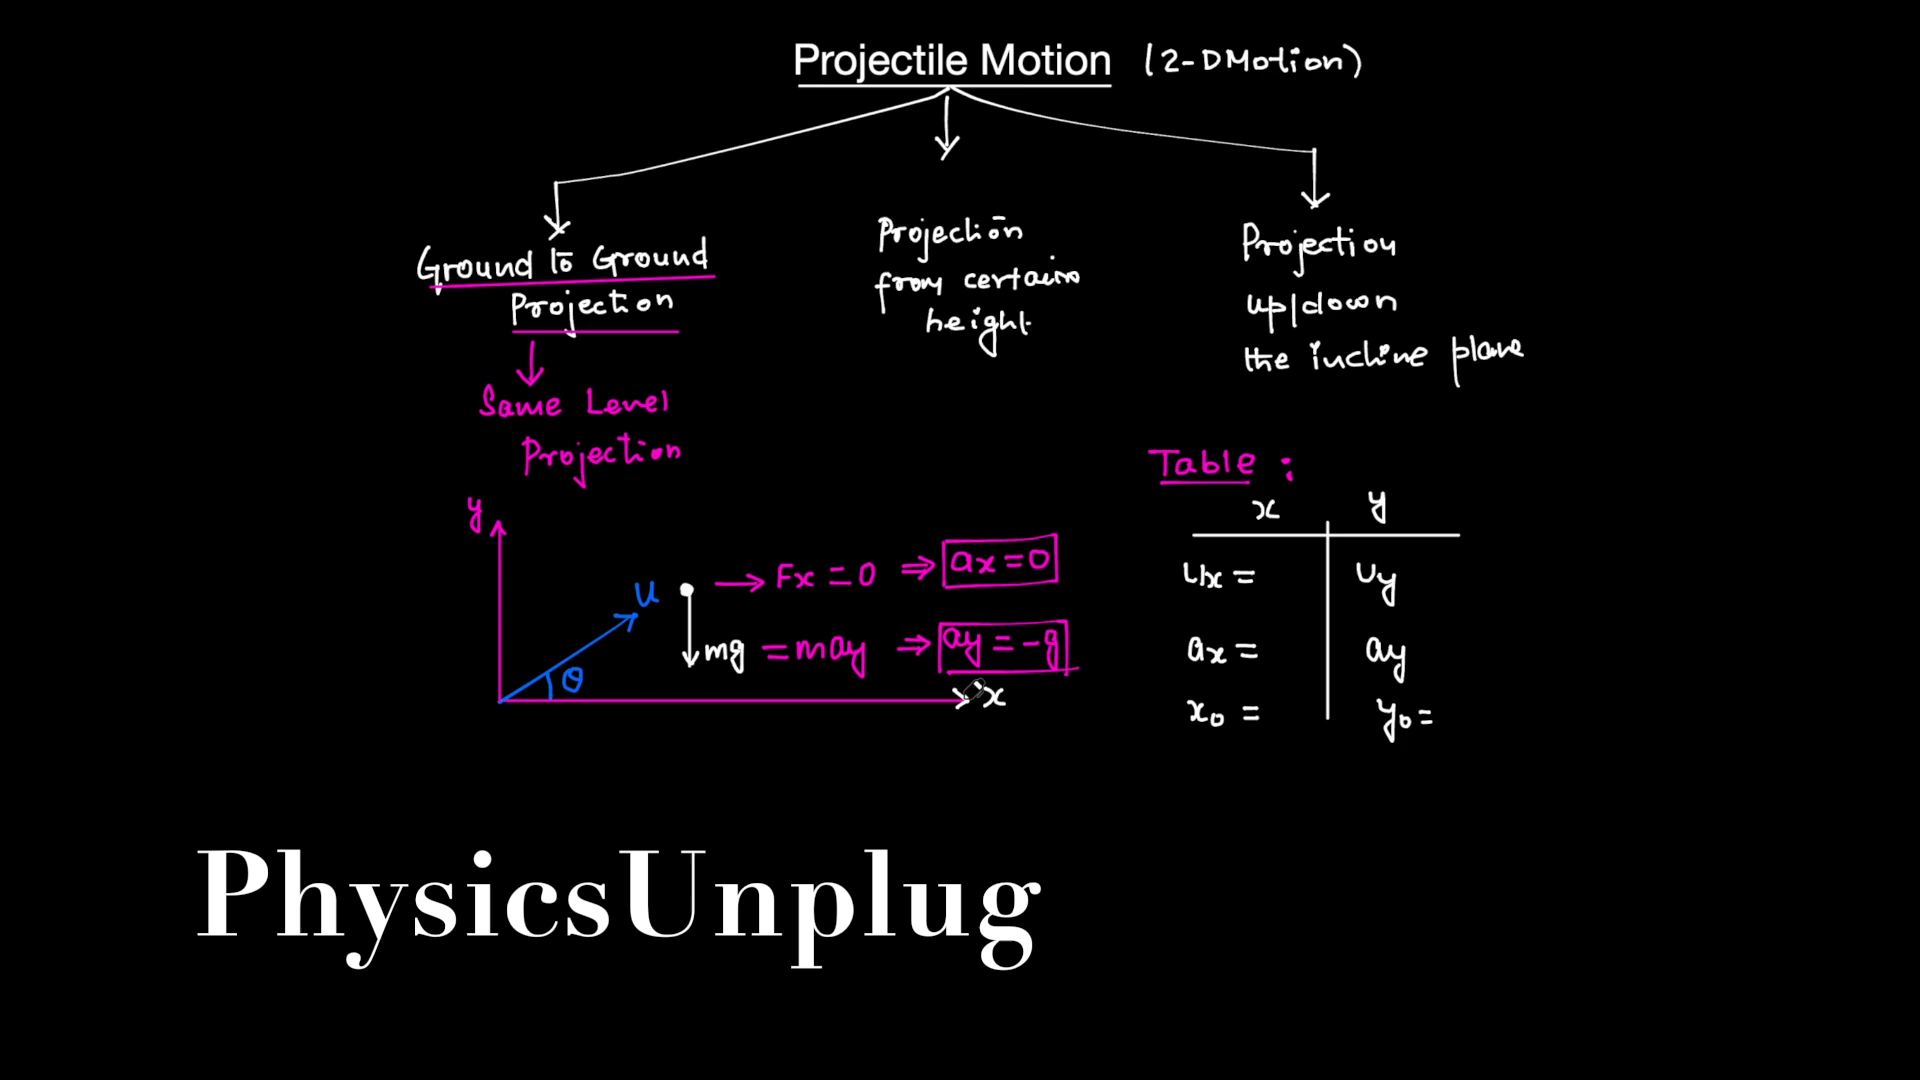 Projectile Motion (2-D Motion)
Ground to Ground
Projection
Same Level
Projection
Projection
from certain
height
Projection
up/down
the incline plane
y
u
θ
Fx = 0 ⇒ ax = 0
mg = may ⇒ ay = -g
x
Table :
x y
ux = uy
ax = ay
x₀ = y₀ =
PhysicsUnplug